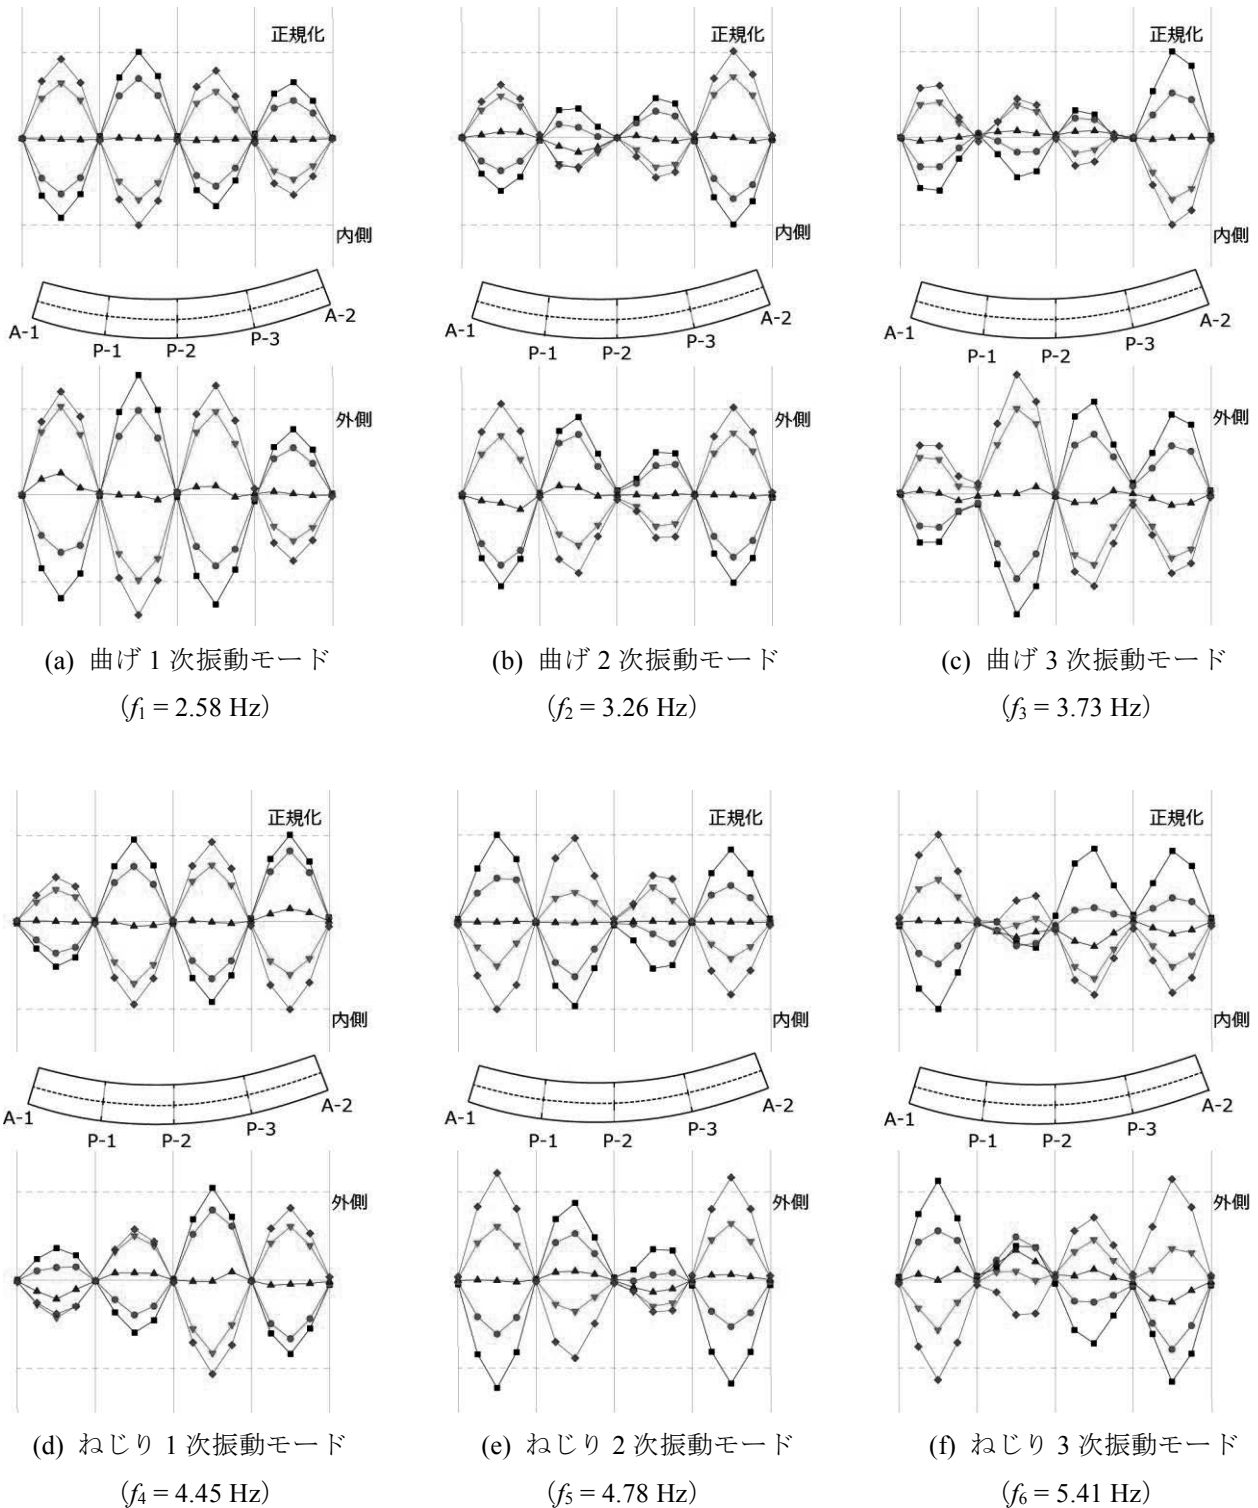 正規化
正規化
正規化
内側
内側
内側
A-1
P-1
P-2
P-3
A-2
A-1
P-1
P-2
P-3
A-2
A-1
P-1
P-2
P-3
A-2
外側
外側
外側
(a) 曲げ 1 次振動モード
(b) 曲げ 2 次振動モード
(c) 曲げ 3 次振動モード
（f1 = 2.58 Hz）
（f2 = 3.26 Hz）
（f3 = 3.73 Hz）
正規化
正規化
正規化
内側
内側
内側
A-1
P-1
P-2
P-3
A-2
A-1
P-1
P-2
P-3
A-2
A-1
P-1
P-2
P-3
A-2
外側
外側
外側
(d) ねじり 1 次振動モード
(e) ねじり 2 次振動モード
(f) ねじり 3 次振動モード
（f4 = 4.45 Hz）
（f5 = 4.78 Hz）
（f6 = 5.41 Hz）